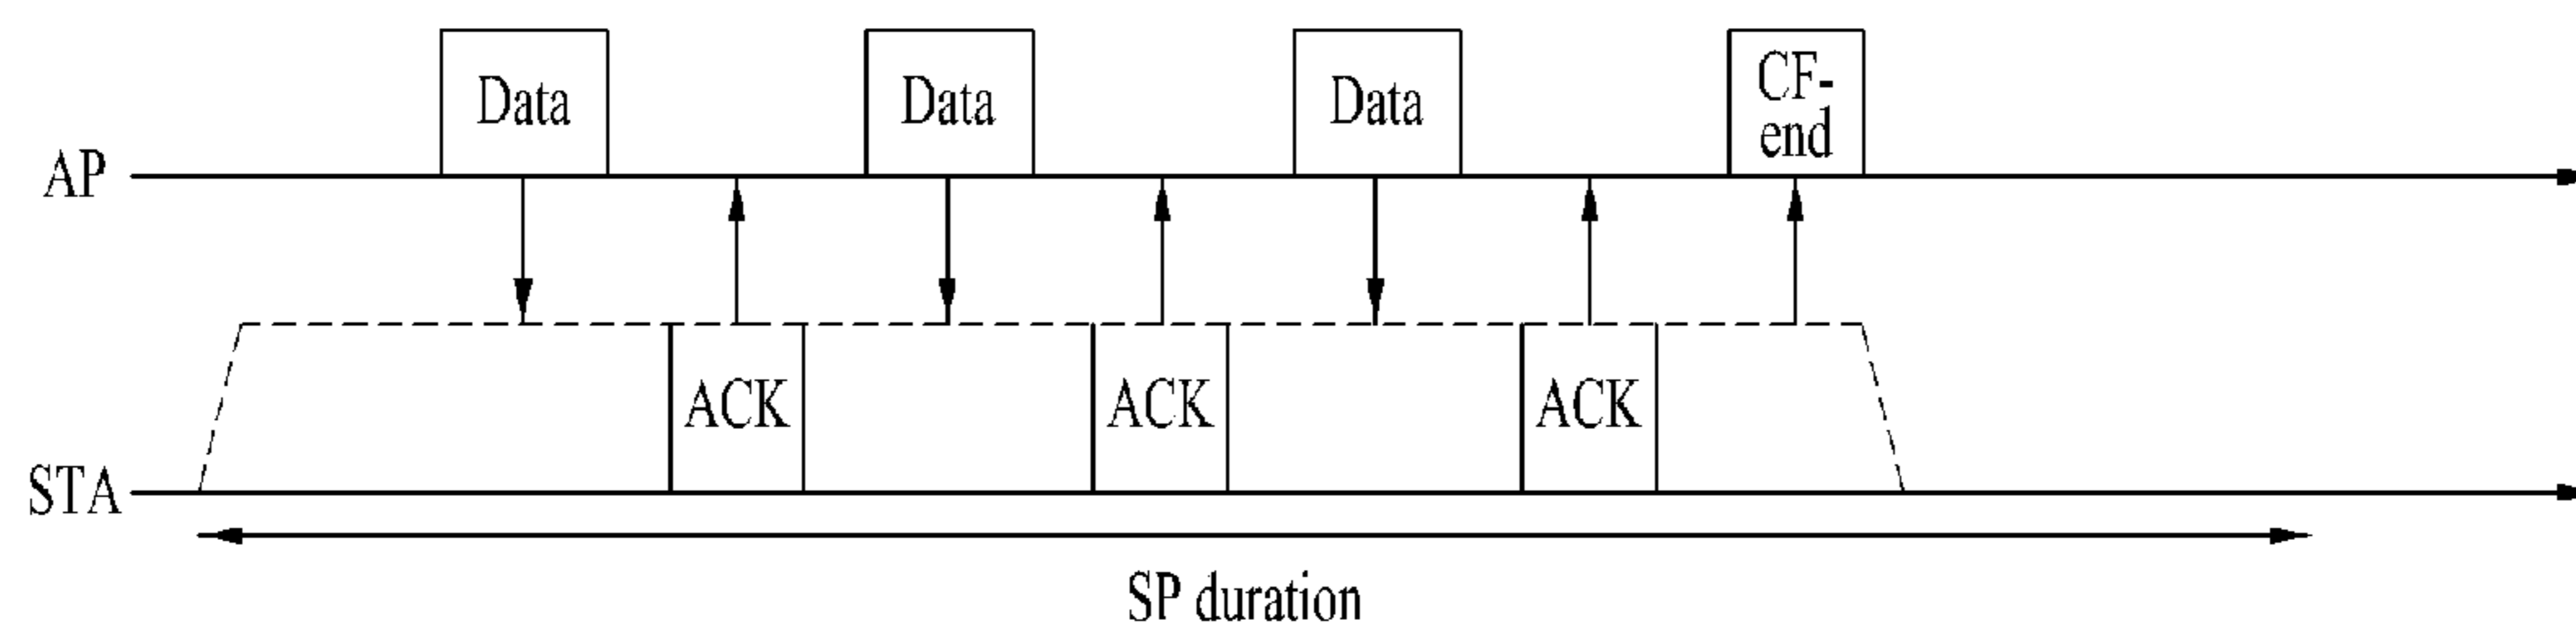 Data
Data
Data
CF-
end
AP
ACK
ACK
ACK
STA
SP duration